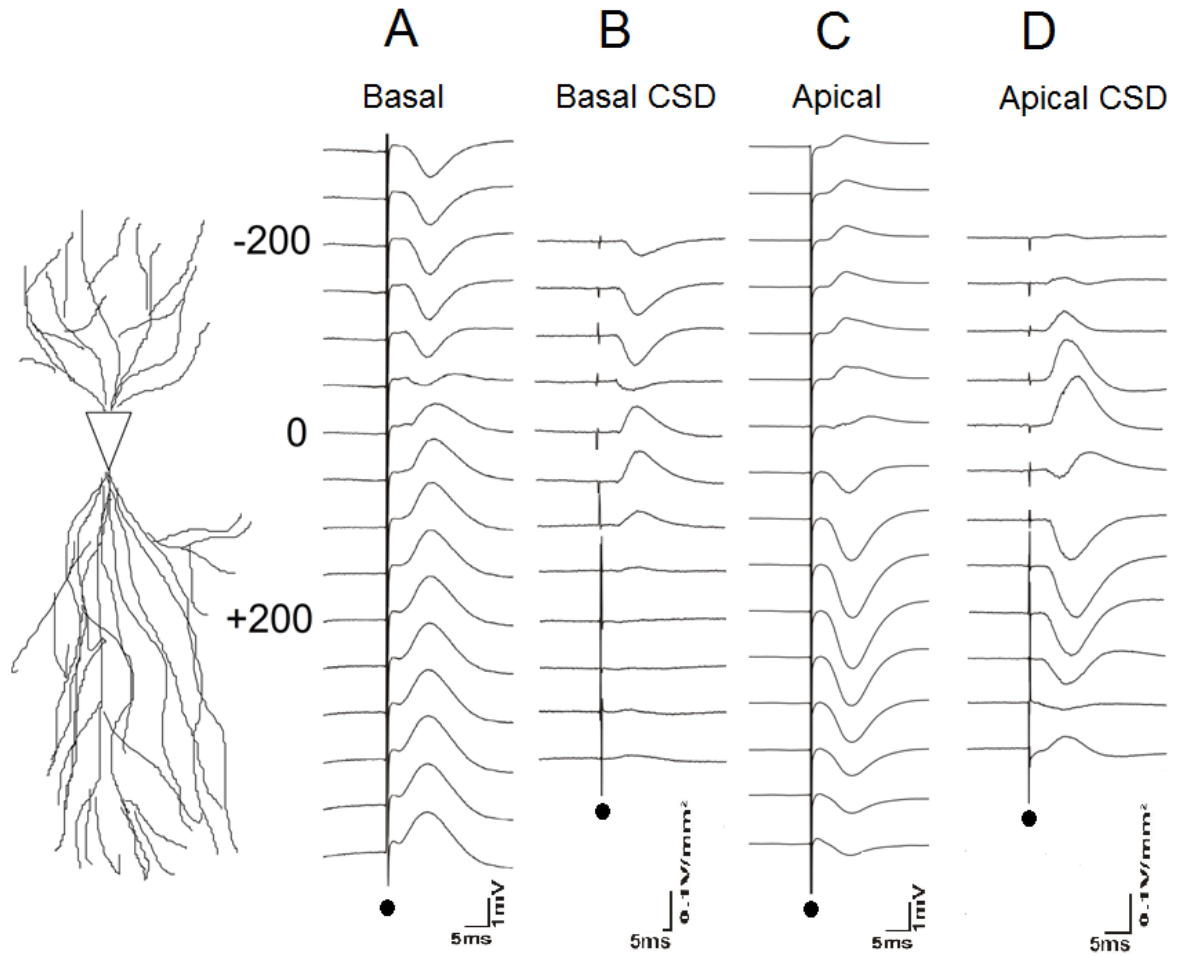 A B C D
Basal Basal CSD Apical Apical CSD
-200
0
+200
1mV
5ms
0.1V/mm²
5ms
1mV
5ms
0.1V/mm²
5ms